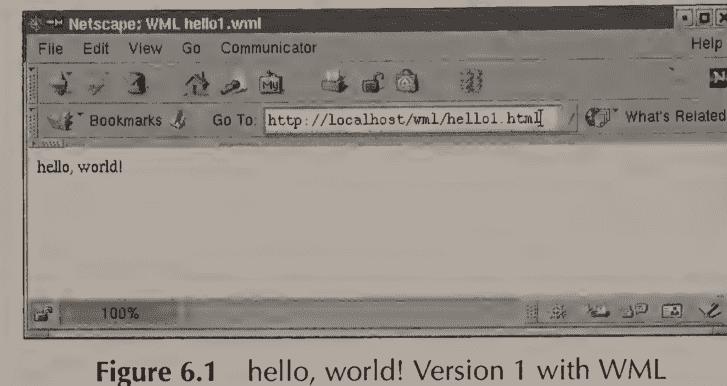 Netscape: WML hello1.wml
File Edit View Go Communicator Help
My N
Bookmarks Go To: http://localhost/wml/hello1.html What's Related
hello, world!
100%
Figure 6.1 hello, world! Version 1 with WML